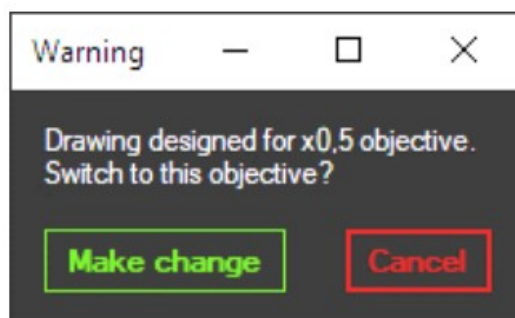 Warning
Drawing designed for x0,5 objective.
Switch to this objective?
Make change Cancel